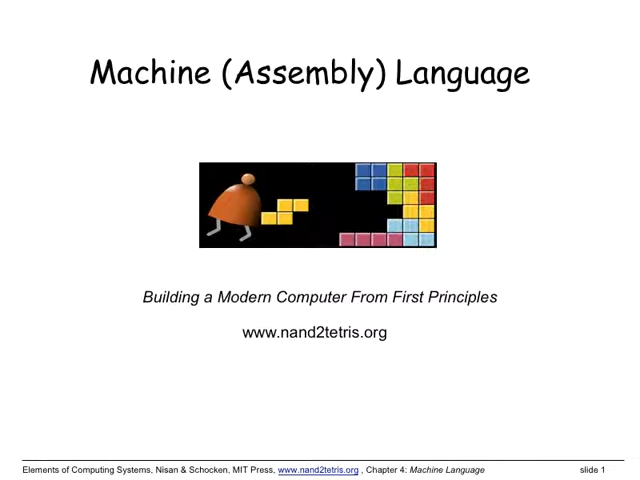 Machine (Assembly) Language
Building a Modern Computer From First Principles
www.nand2tetris.org
Elements of Computing Systems, Nisan & Schocken, MIT Press, www.nand2tetris.org , Chapter 4: Machine Language slide 1